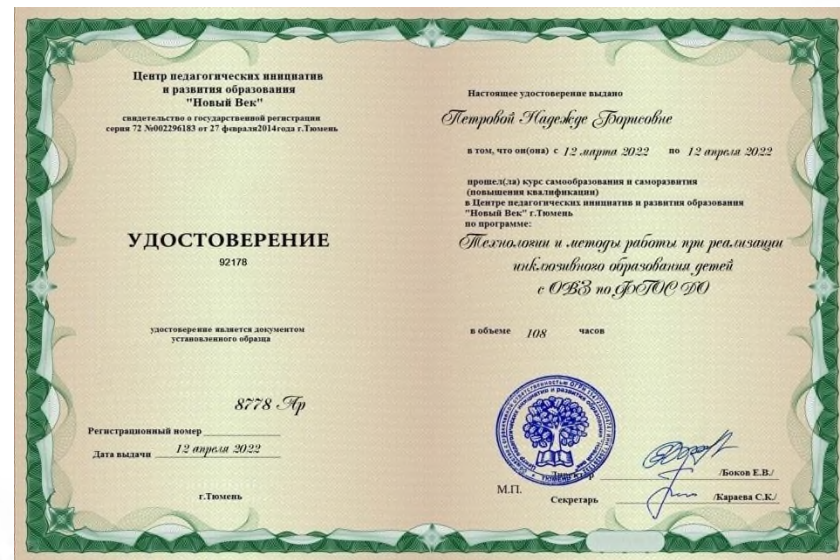 Центр педагогических инициатив
и развития образования
"Новый Век"
свидетельство о государственной регистрации
серия 72 №002296183 от 27 февраля2014года г.Тюмень
УДОСТОВЕРЕНИЕ
92178
удостоверение является документом
установленного образца
8778 Ар
Регистрационный номер
Дата выдачи 12 апреля 2022
г.Тюмень
Настоящее удостоверение выдано
Петровой Надежде Борисовне
в том, что он(она) с 12 марта 2022 по 12 апреля 2022
прошел(ла) курс самообразования и саморазвития
(повышения квалификации)
в Центре педагогических инициатив и развития образования
"Новый Век" г.Тюмень
по программе:
Технологии и методы работы при реализации
инклюзивного образования детей
с ОВЗ по ФГОС ДО
в объеме 108 часов
/Боков Е.В./
М.П.
Секретарь /Караева С.К./